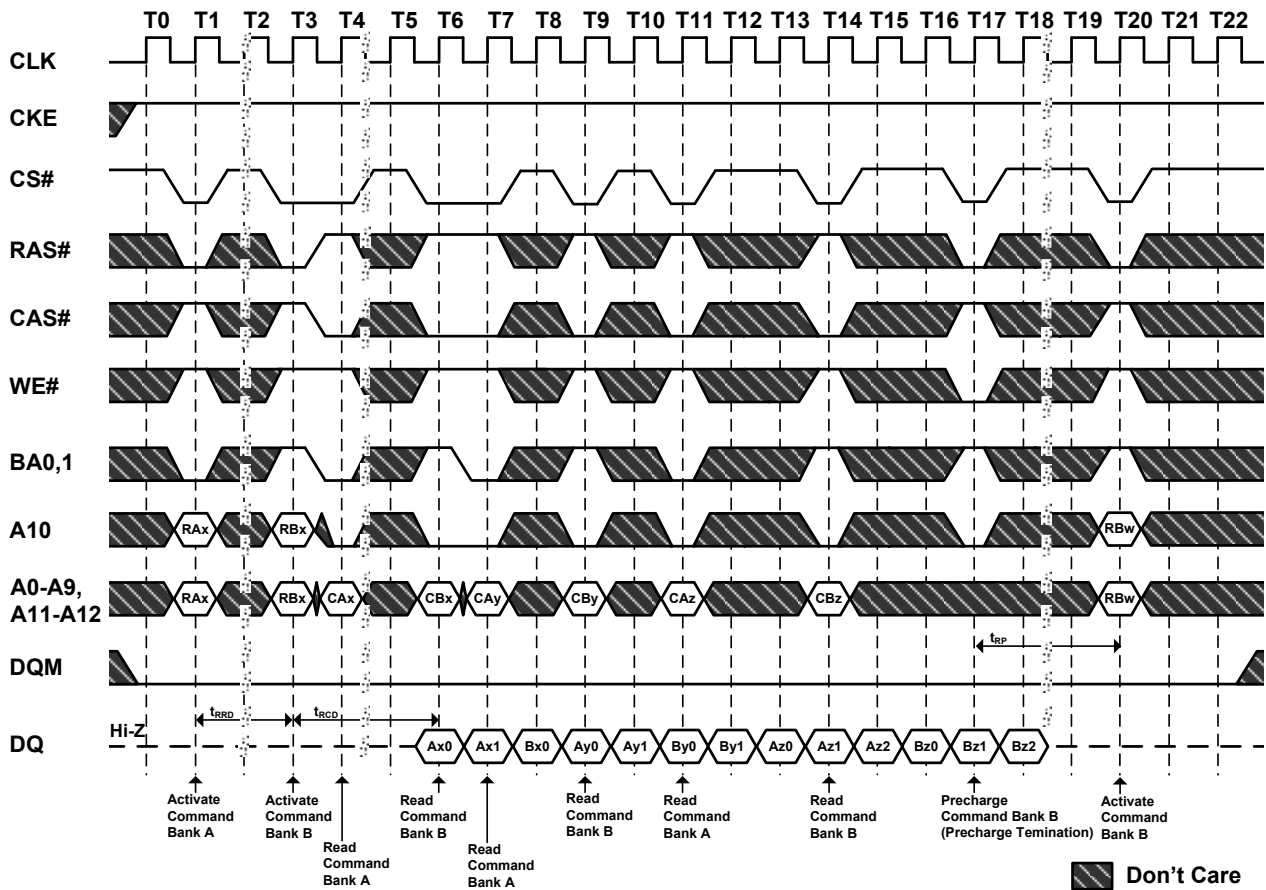 T0 T1 T2 T3 T4 T5 T6 T7 T8 T9 T10 T11 T12 T13 T14 T15 T16 T17 T18 T19 T20 T21 T22
CLK
CKE
CS#
RAS#
CAS#
WE#
BA0,1
A10
RAx RBx RBw
A0-A9,
A11-A12
RAx RBx CAx CBx CAy CBy CAz CBz RBw
tRP
DQM
tRRD tRCD
Hi-Z
DQ
Ax0 Ax1 Bx0 Ay0 Ay1 By0 By1 Az0 Az1 Az2 Bz0 Bz1 Bz2
Activate
Command
Bank A
Activate
Command
Bank B
Read
Command
Bank A
Read
Command
Bank B
Read
Command
Bank A
Read
Command
Bank B
Read
Command
Bank A
Read
Command
Bank B
Precharge
Command Bank B
(Precharge Temination)
Activate
Command
Bank B
Don't Care